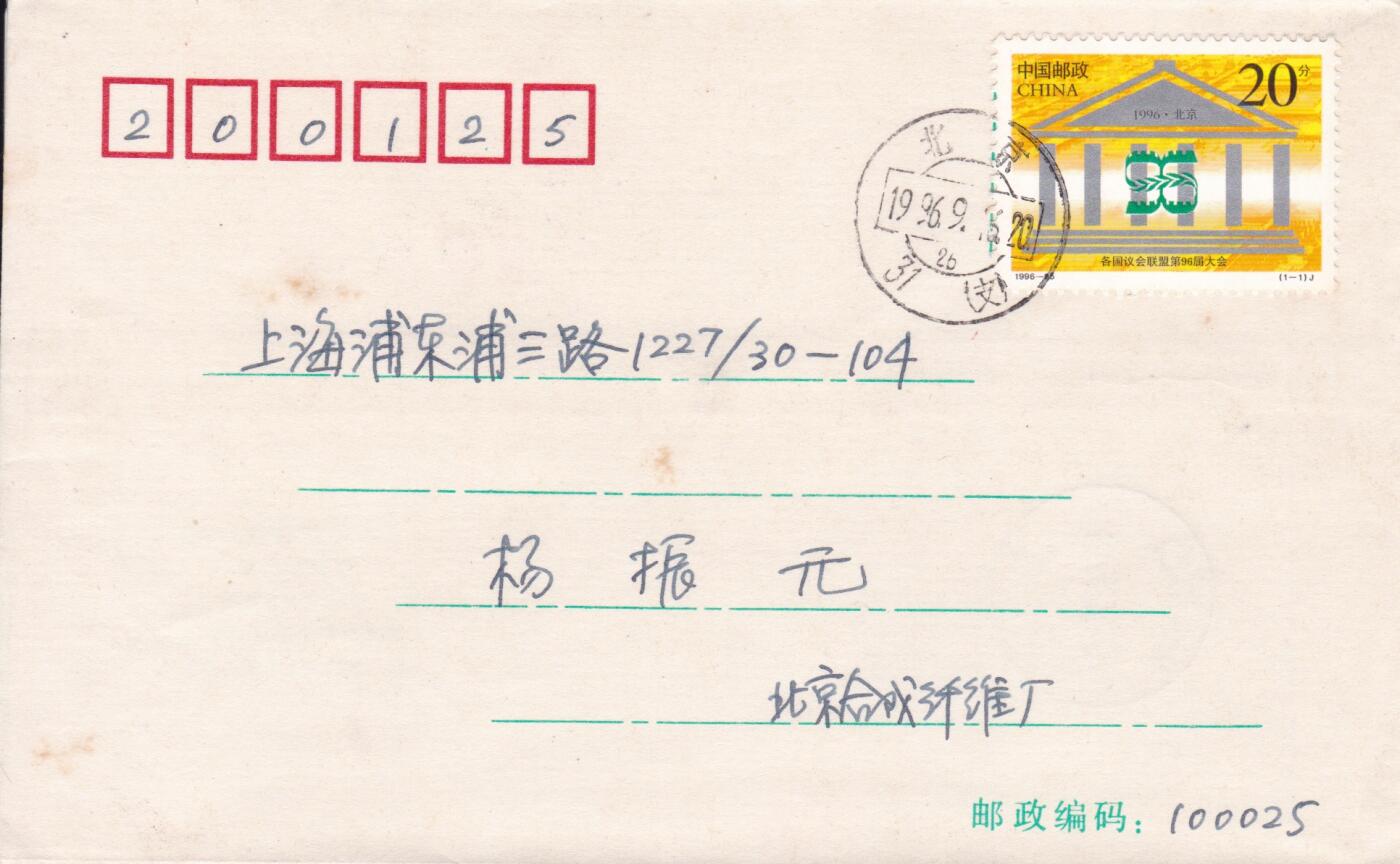 200125
中国邮政
CHINA
20分
1996·北京
各国议会联盟第96届大会
(1-1)J
北京
1996.9.
20
26
31 (支)
上海浦东浦三路1227/30-104
杨振元
北京合成纤维厂
邮政编码：100025